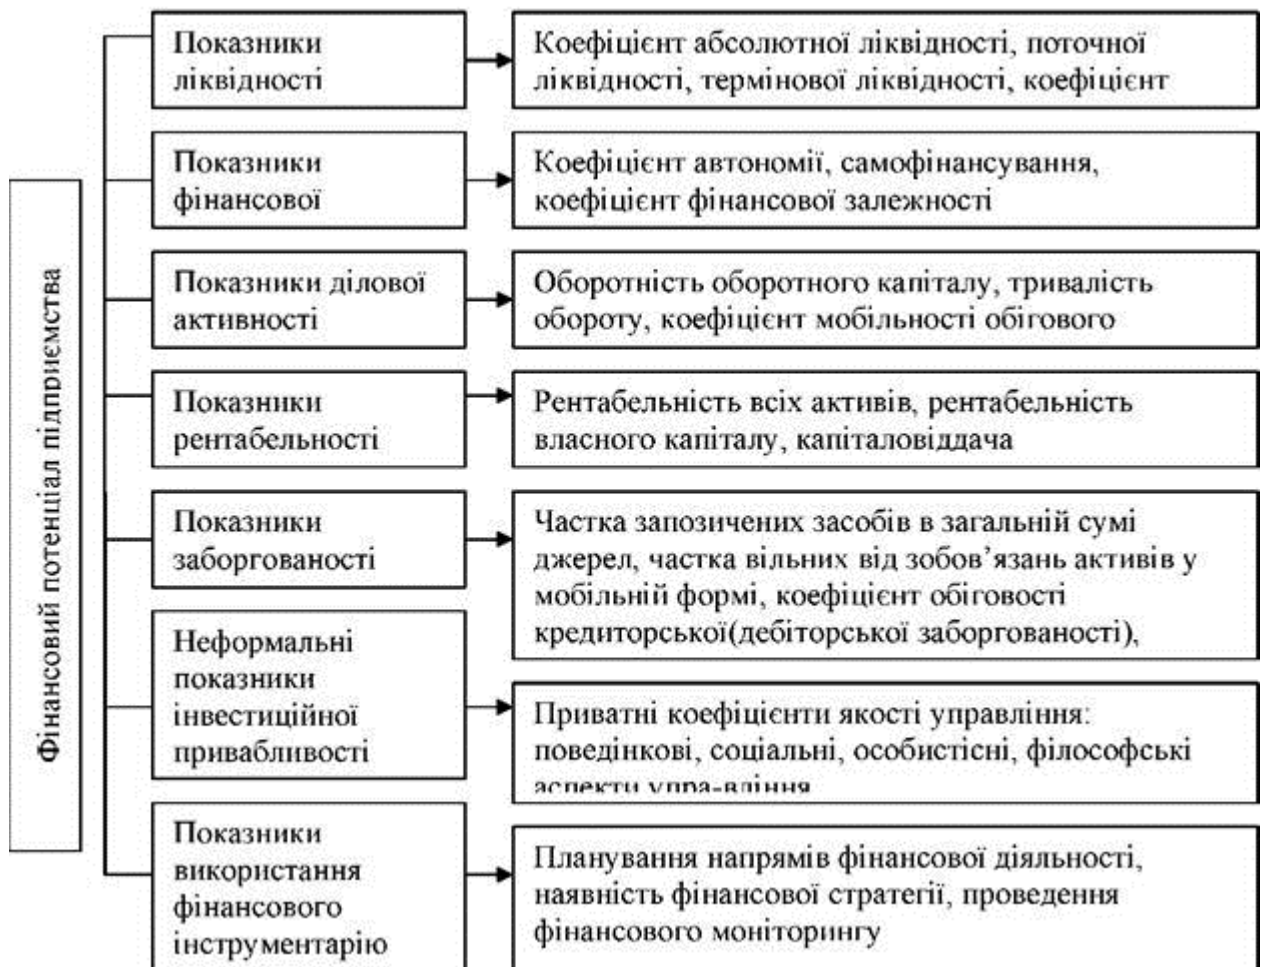 Фінансовий потенціал підприємства
Показники
ліквідності
Коефіцієнт абсолютної ліквідності, поточної
ліквідності, термінової ліквідності, коефіцієнт
Показники
фінансової
Коефіцієнт автономії, самофінансування,
коефіцієнт фінансової залежності
Показники ділової
активності
Оборотність оборотного капіталу, тривалість
обороту, коефіцієнт мобільності обігового
Показники
рентабельності
Рентабельність всіх активів, рентабельність
власного капіталу, капіталовіддача
Показники
заборгованості
Частка запозичених засобів в загальній сумі
джерел, частка вільних від зобов’язань активів у
мобільній формі, коефіцієнт обіговості
кредиторської(дебіторської заборгованості),
Неформальні
показники
інвестиційної
привабливості
Приватні коефіцієнти якості управління:
поведінкові, соціальні, особистісні, філософські
аспекти упра-вління
Показники
використання
фінансового
інструментарію
Планування напрямів фінансової діяльності,
наявність фінансової стратегії, проведення
фінансового моніторингу